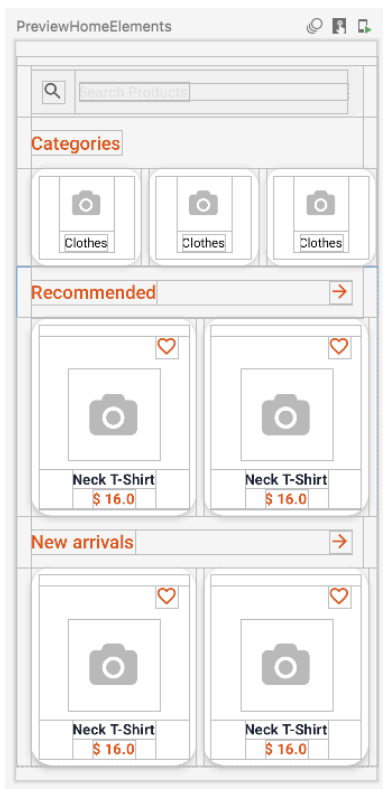 PreviewHomeElements
Search Products
Categories
Clothes Clothes Clothes
Recommended
Neck T-Shirt Neck T-Shirt
$ 16.0 $ 16.0
New arrivals
Neck T-Shirt Neck T-Shirt
$ 16.0 $ 16.0